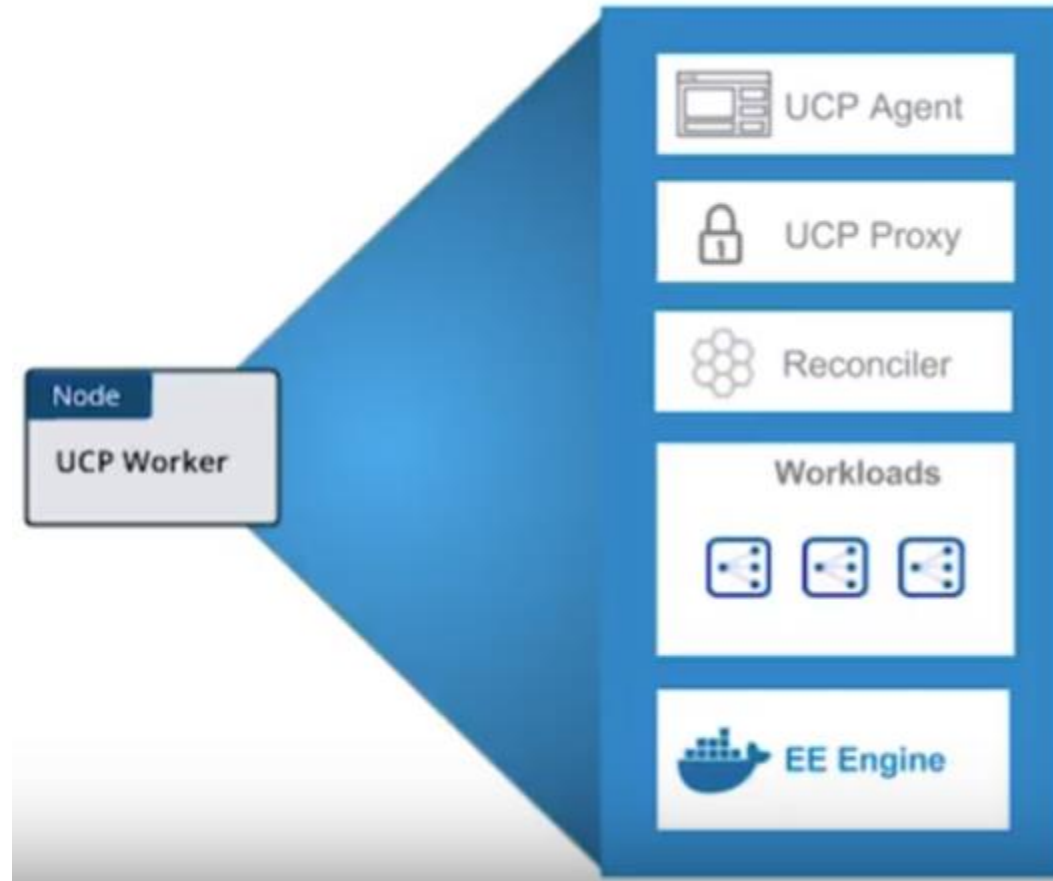 Node
UCP Worker
UCP Agent
UCP Proxy
Reconciler
Workloads
EE Engine